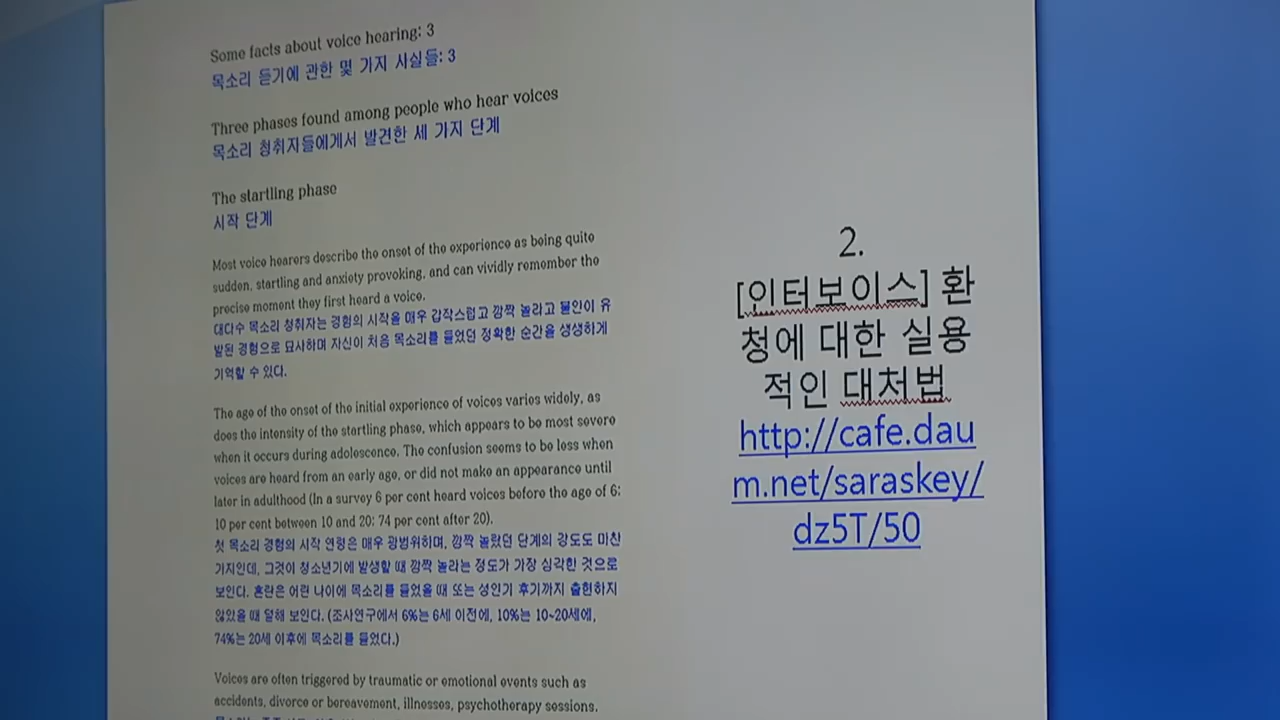 Some facts about voice hearing: 3
목소리 듣기에 관한 몇 가지 사실들: 3
Three phases found among people who hear voices
목소리 청취자들에게서 발견한 세 가지 단계
The startling phase
시작 단계
Most voice hearers describe the onset of the experience as being quite
sudden, startling and anxiety provoking, and can vividly remember the
precise moment they first heard a voice.
대다수 목소리 청취자는 경험의 시작을 매우 갑작스럽고 깜짝 놀라고 불안이 유
발된 경험으로 묘사하며 자신이 처음 목소리를 들었던 정확한 순간을 생생하게
기억할 수 있다.
The age of the onset of the initial experience of voices varies widely, as
does the intensity of the startling phase, which appears to be most severe
when it occurs during adolescence. The confusion seems to be less when
voices are heard from an early age, or did not make an appearance until
later in adulthood (In a survey 6 per cent heard voices before the age of 6;
10 per cent between 10 and 20; 74 per cent after 20).
첫 목소리 경험의 시작 연령은 매우 광범위하며, 깜짝 놀랐던 단계의 강도도 마찬
가지인데, 그것이 청소년기에 발생할 때 깜짝 놀라는 정도가 가장 심각한 것으로
보인다. 혼란은 어린 나이에 목소리를 들었을 때 또는 성인기 후기까지 출현하지
않았을 때 덜해 보인다. (조사연구에서 6%는 6세 이전에, 10%는 10~20세에,
74%는 20세 이후에 목소리를 들었다.)
Voices are often triggered by traumatic or emotional events such as
accidents, divorce or bereavement, illnesses, psychotherapy sessions.
2.
[인터보이스] 환
청에 대한 실용
적인 대처법
http://cafe.dau
m.net/saraskey/
dz5T/50